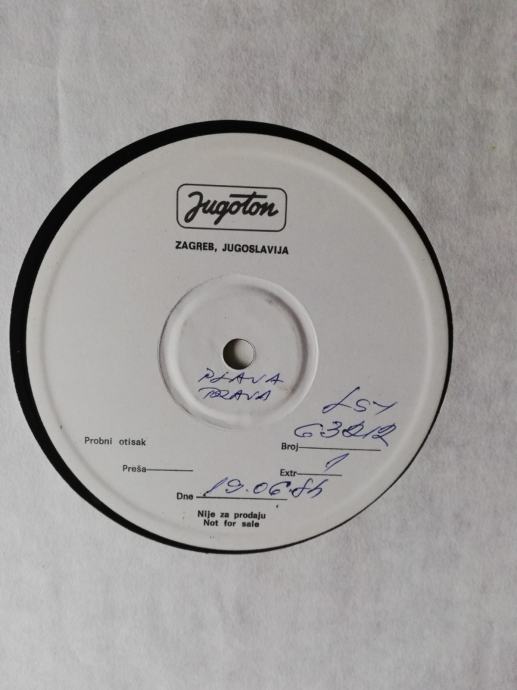 Jugoton
ZAGREB, JUGOSLAVIJA
PLAVA
TRAVA
LSY
Probni otisak
Broj 63212
Preša
Extr 1
Dne 19.06.84
Nije za prodaju
Not for sale